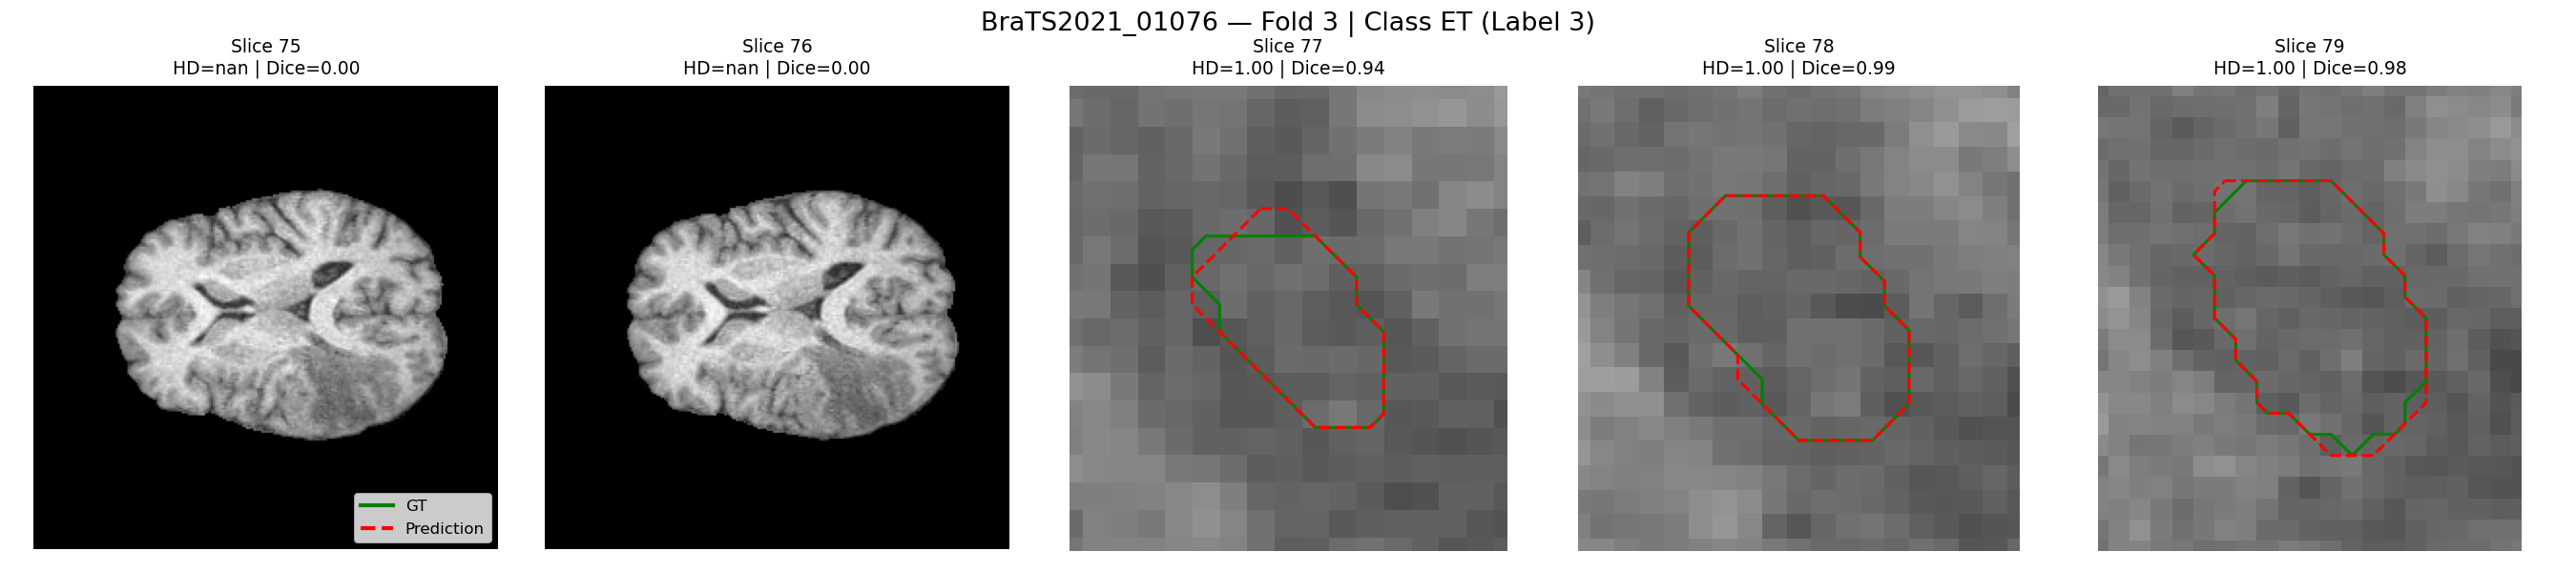 BraTS2021_01076 — Fold 3 | Class ET (Label 3)
Slice 75
HD=nan | Dice=0.00
Slice 76
HD=nan | Dice=0.00
Slice 77
HD=1.00 | Dice=0.94
Slice 78
HD=1.00 | Dice=0.99
Slice 79
HD=1.00 | Dice=0.98
GT
Prediction